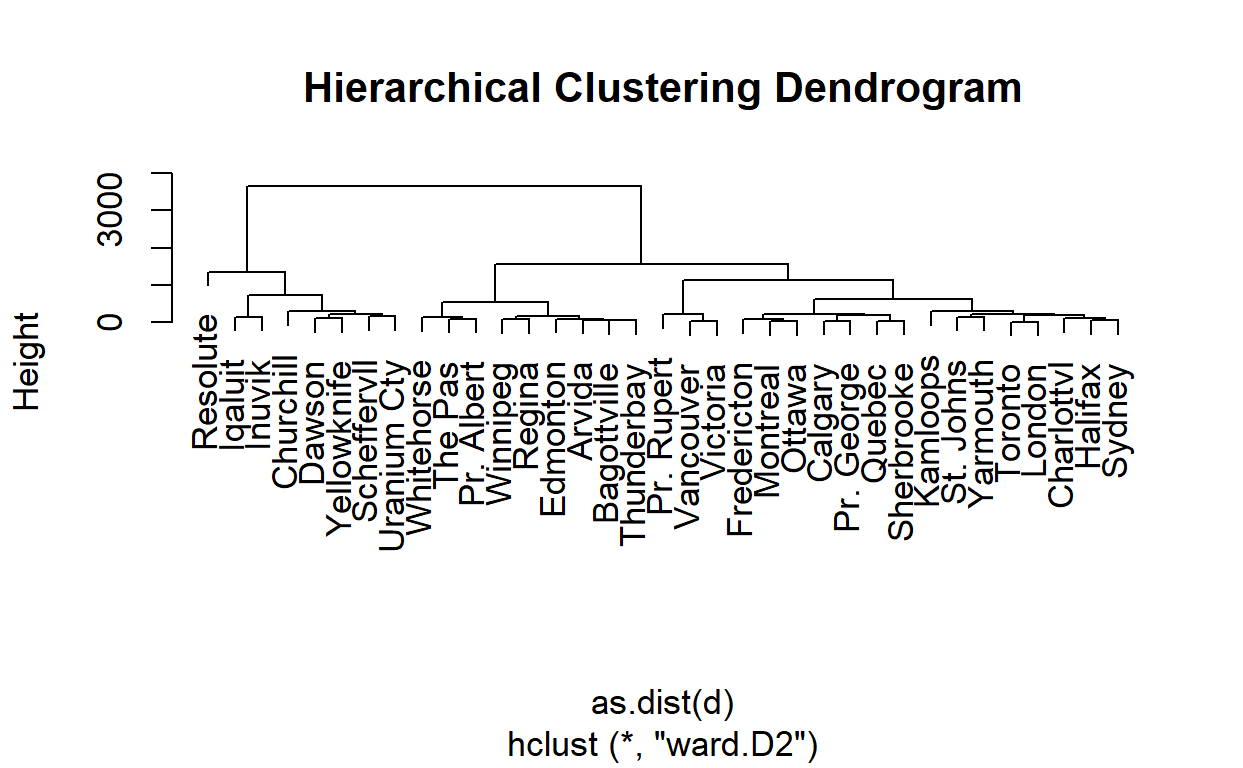 Hierarchical Clustering Dendrogram
Height
0
3000
Resolute
Iqaluit
Inuvik
Churchill
Dawson
Yellowknife
Scheffervll
Uranium Cty
Whitehorse
The Pas
Pr. Albert
Winnipeg
Regina
Edmonton
Arvida
Bagottville
Thunderbay
Pr. Rupert
Vancouver
Victoria
Fredericton
Montreal
Ottawa
Calgary
Pr. George
Quebec
Sherbrooke
Kamloops
St. Johns
Yarmouth
Toronto
London
Charlottvl
Halifax
Sydney
as.dist(d)
hclust (*, "ward.D2")